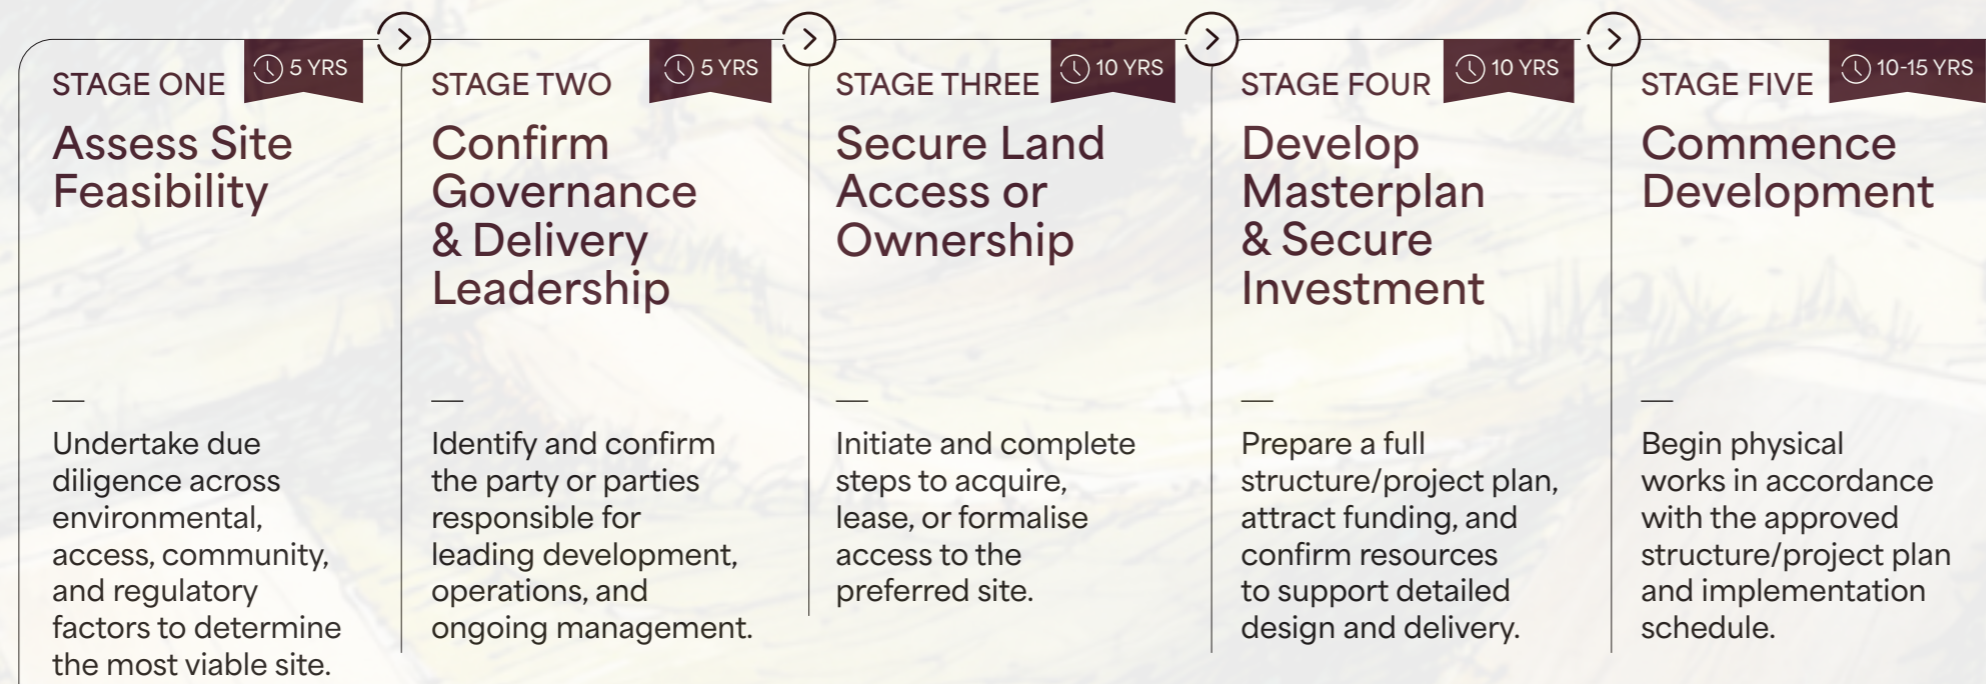 STAGE ONE
5 YRS
Assess Site
Feasibility
Undertake due
diligence across
environmental,
access, community,
and regulatory
factors to determine
the most viable site.
STAGE TWO
5 YRS
Confirm
Governance
& Delivery
Leadership
Identify and confirm
the party or parties
responsible for
leading development,
operations, and
ongoing management.
STAGE THREE
10 YRS
Secure Land
Access or
Ownership
Initiate and complete
steps to acquire,
lease, or formalise
access to the
preferred site.
STAGE FOUR
10 YRS
Develop
Masterplan
& Secure
Investment
Prepare a full
structure/project plan,
attract funding, and
confirm resources
to support detailed
design and delivery.
STAGE FIVE
10-15 YRS
Commence
Development
Begin physical
works in accordance
with the approved
structure/project plan
and implementation
schedule.